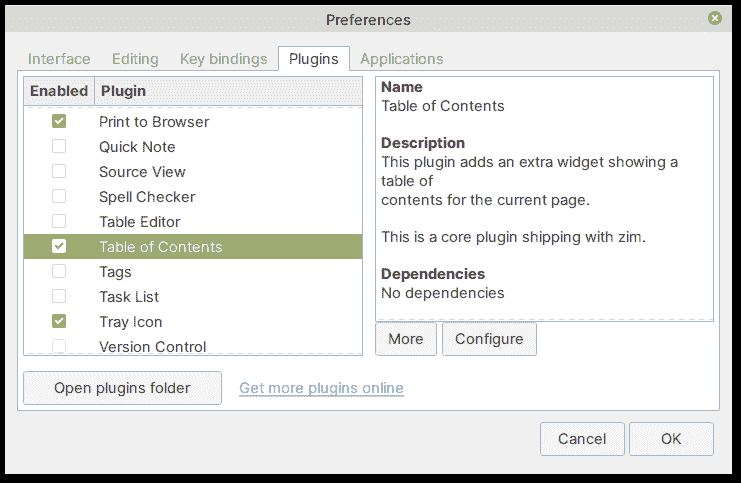 Preferences
Interface Editing Key bindings Plugins Applications
Enabled Plugin
Print to Browser
Quick Note
Source View
Spell Checker
Table Editor
Table of Contents
Tags
Task List
Tray Icon
Version Control
Name
Table of Contents
Description
This plugin adds an extra widget showing a
table of
contents for the current page.
This is a core plugin shipping with zim.
Dependencies
No dependencies
More Configure
Open plugins folder Get more plugins online
Cancel OK